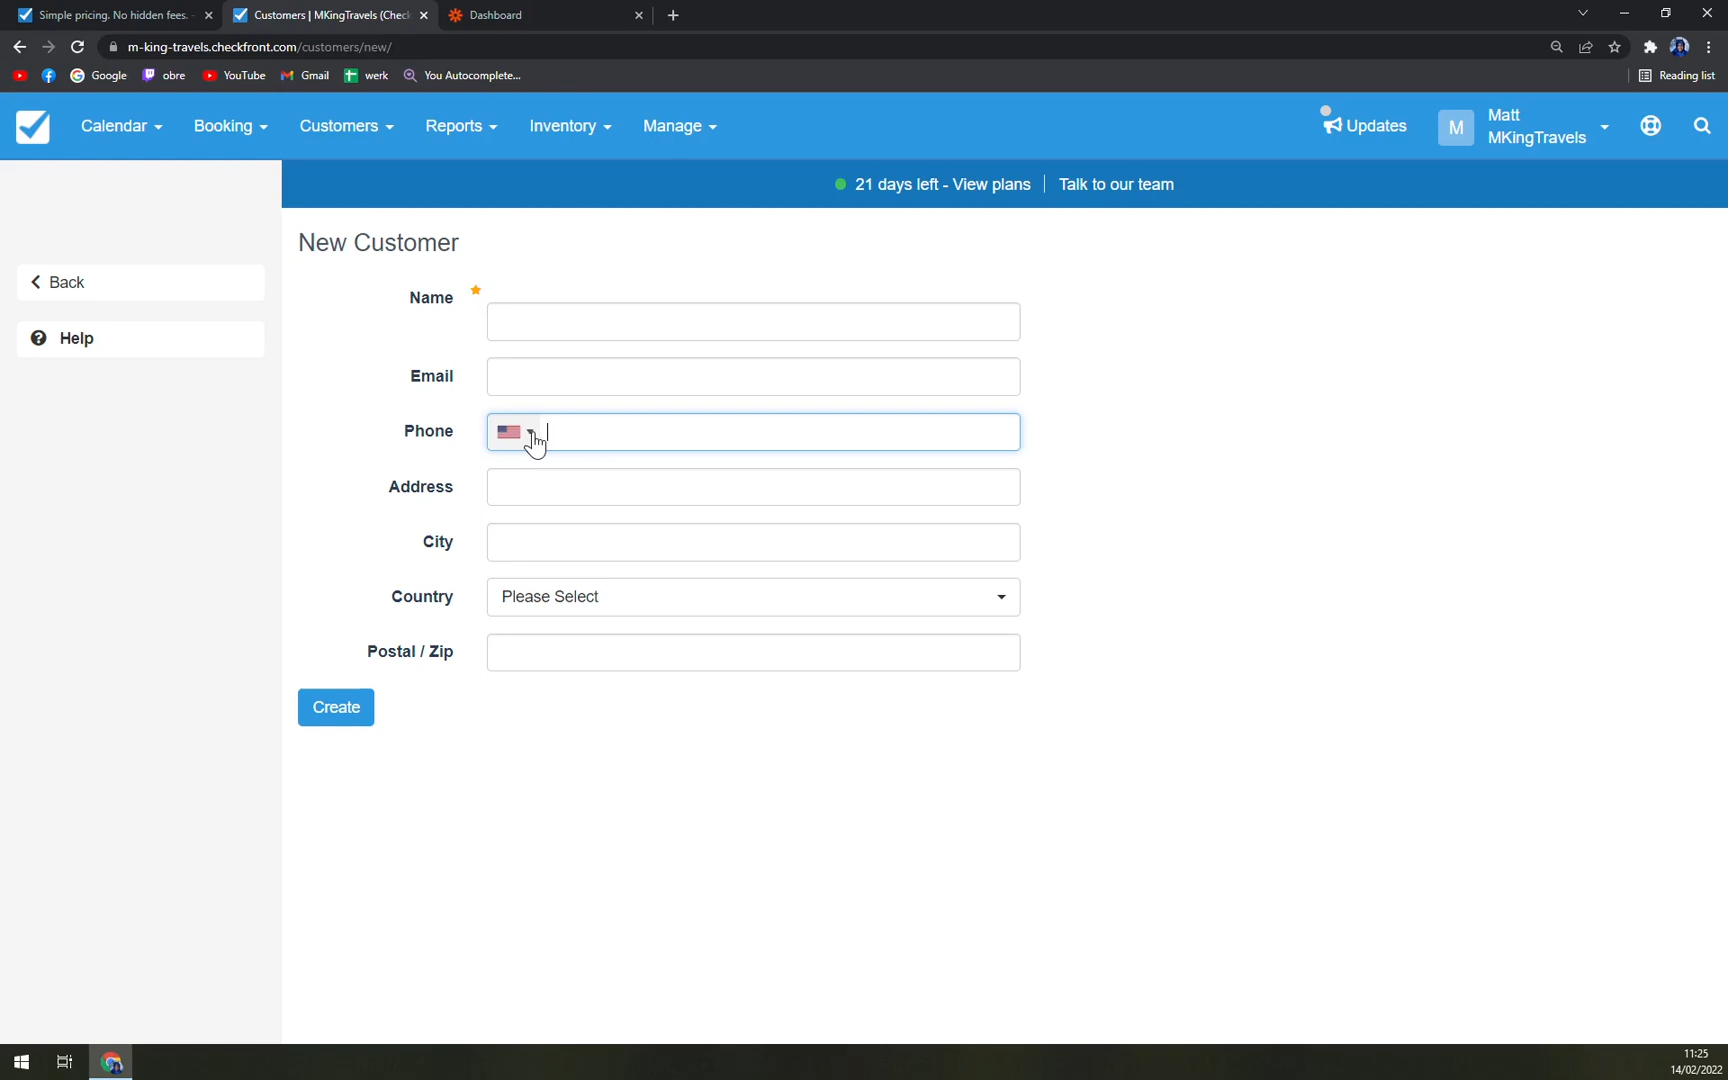 Simple pricing. No hidden fees. -
Customers | MKingTravels (Check
Dashboard
m-king-travels.checkfront.com/customers/new/
Google
obre
YouTube
Gmail
werk
You Autocomplete...
Reading list
Calendar
Booking
Customers
Reports
Inventory
Manage
Updates
M
Matt
MKingTravels
21 days left - View plans
Talk to our team
Back
Help
New Customer
Name
Email
Phone
Address
City
Country
Please Select
Postal / Zip
Create
11:25
14/02/2022